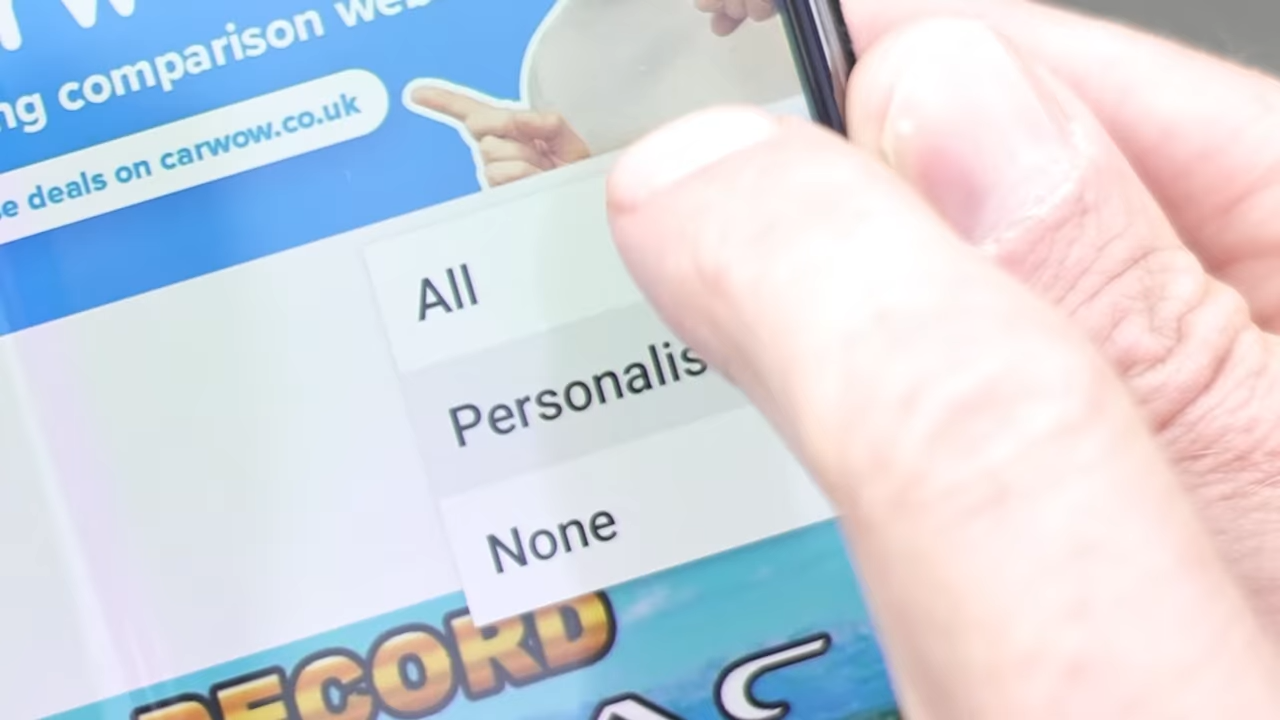 ng comparison web
e deals on carwow.co.uk
All
Personalis
None
RECORD